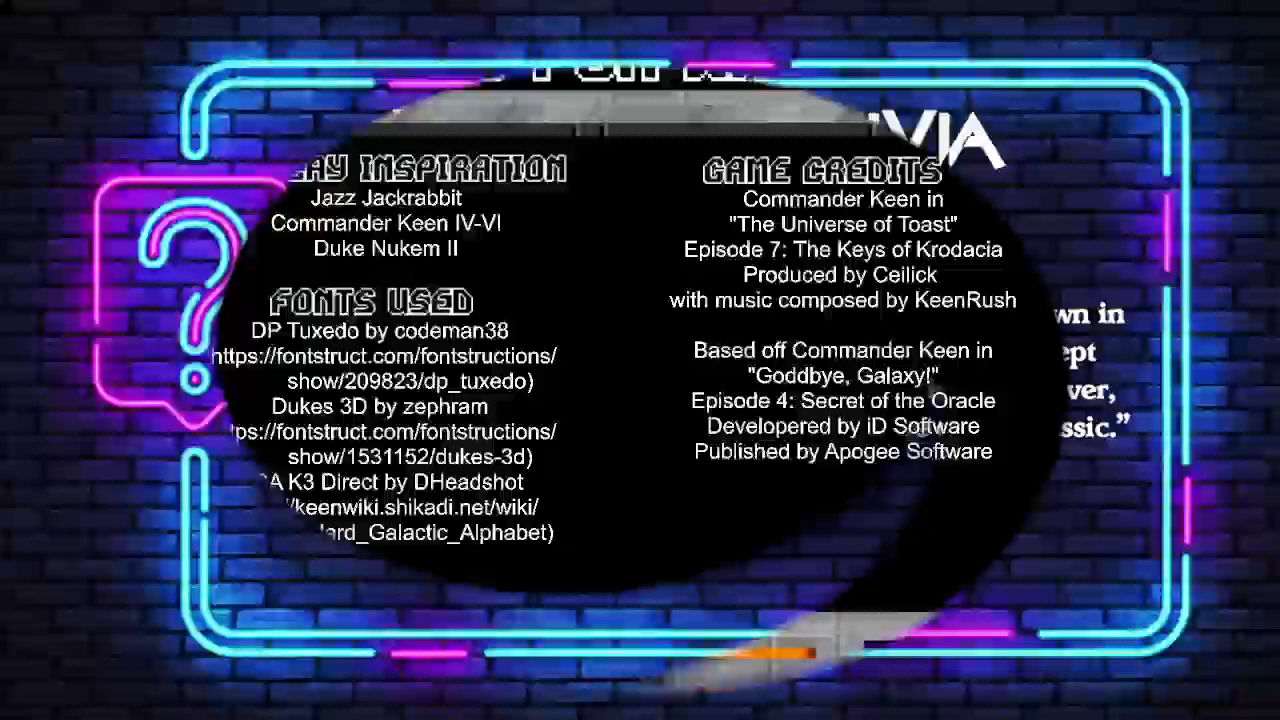 VIA
INSPIRATION
Jazz Jackrabbit
Commander Keen IV-VI
Duke Nukem II
FONTS USED
DP Tuxedo by codeman38
https://fontstruct.com/fontstructions/
show/209823/dp_tuxedo)
Dukes 3D by zephram
ps://fontstruct.com/fontstructions/
show/1531152/dukes-3d)
K3 Direct by DHeadshot
/keenwiki.shikadi.net/wiki/
ard_Galactic_Alphabet)
GAME CREDITS
Commander Keen in
"The Universe of Toast"
Episode 7: The Keys of Krodacia
Produced by Ceilick
with music composed by KeenRush
Based off Commander Keen in
"Goddbye, Galaxy!"
Episode 4: Secret of the Oracle
Developered by iD Software
Published by Apogee Software
wn in
ept
ver,
ssic.”